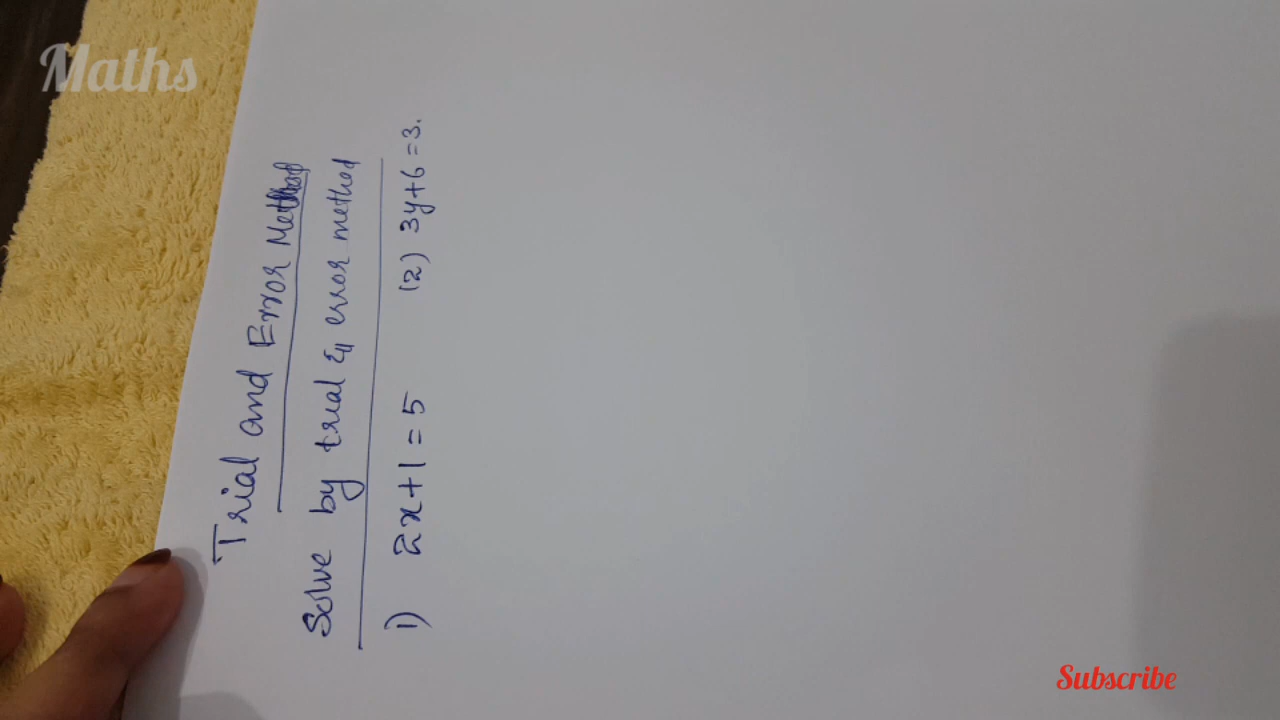 Maths
Trial and Error Method
Solve by trial & error method
1) 2x+1=5 (2) 3y+6=3.
Subscribe